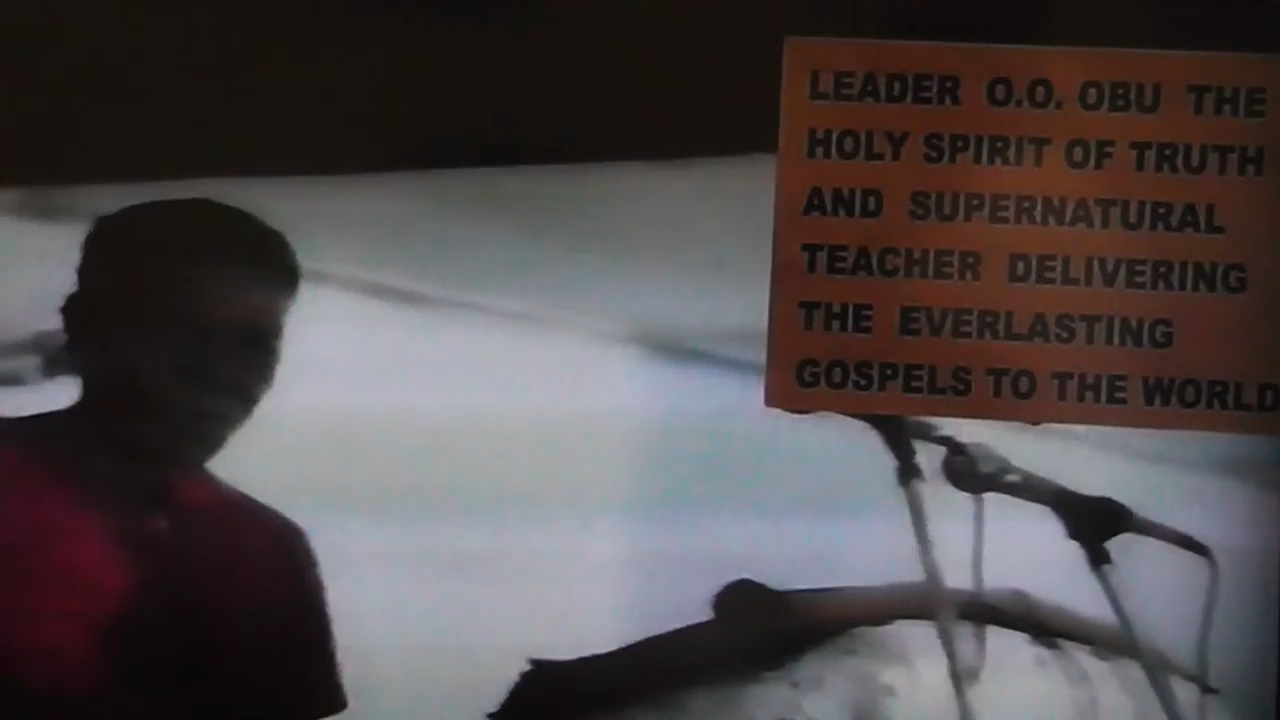 LEADER O.O. OBU THE
HOLY SPIRIT OF TRUTH
AND SUPERNATURAL
TEACHER DELIVERING
THE EVERLASTING
GOSPELS TO THE WORLD